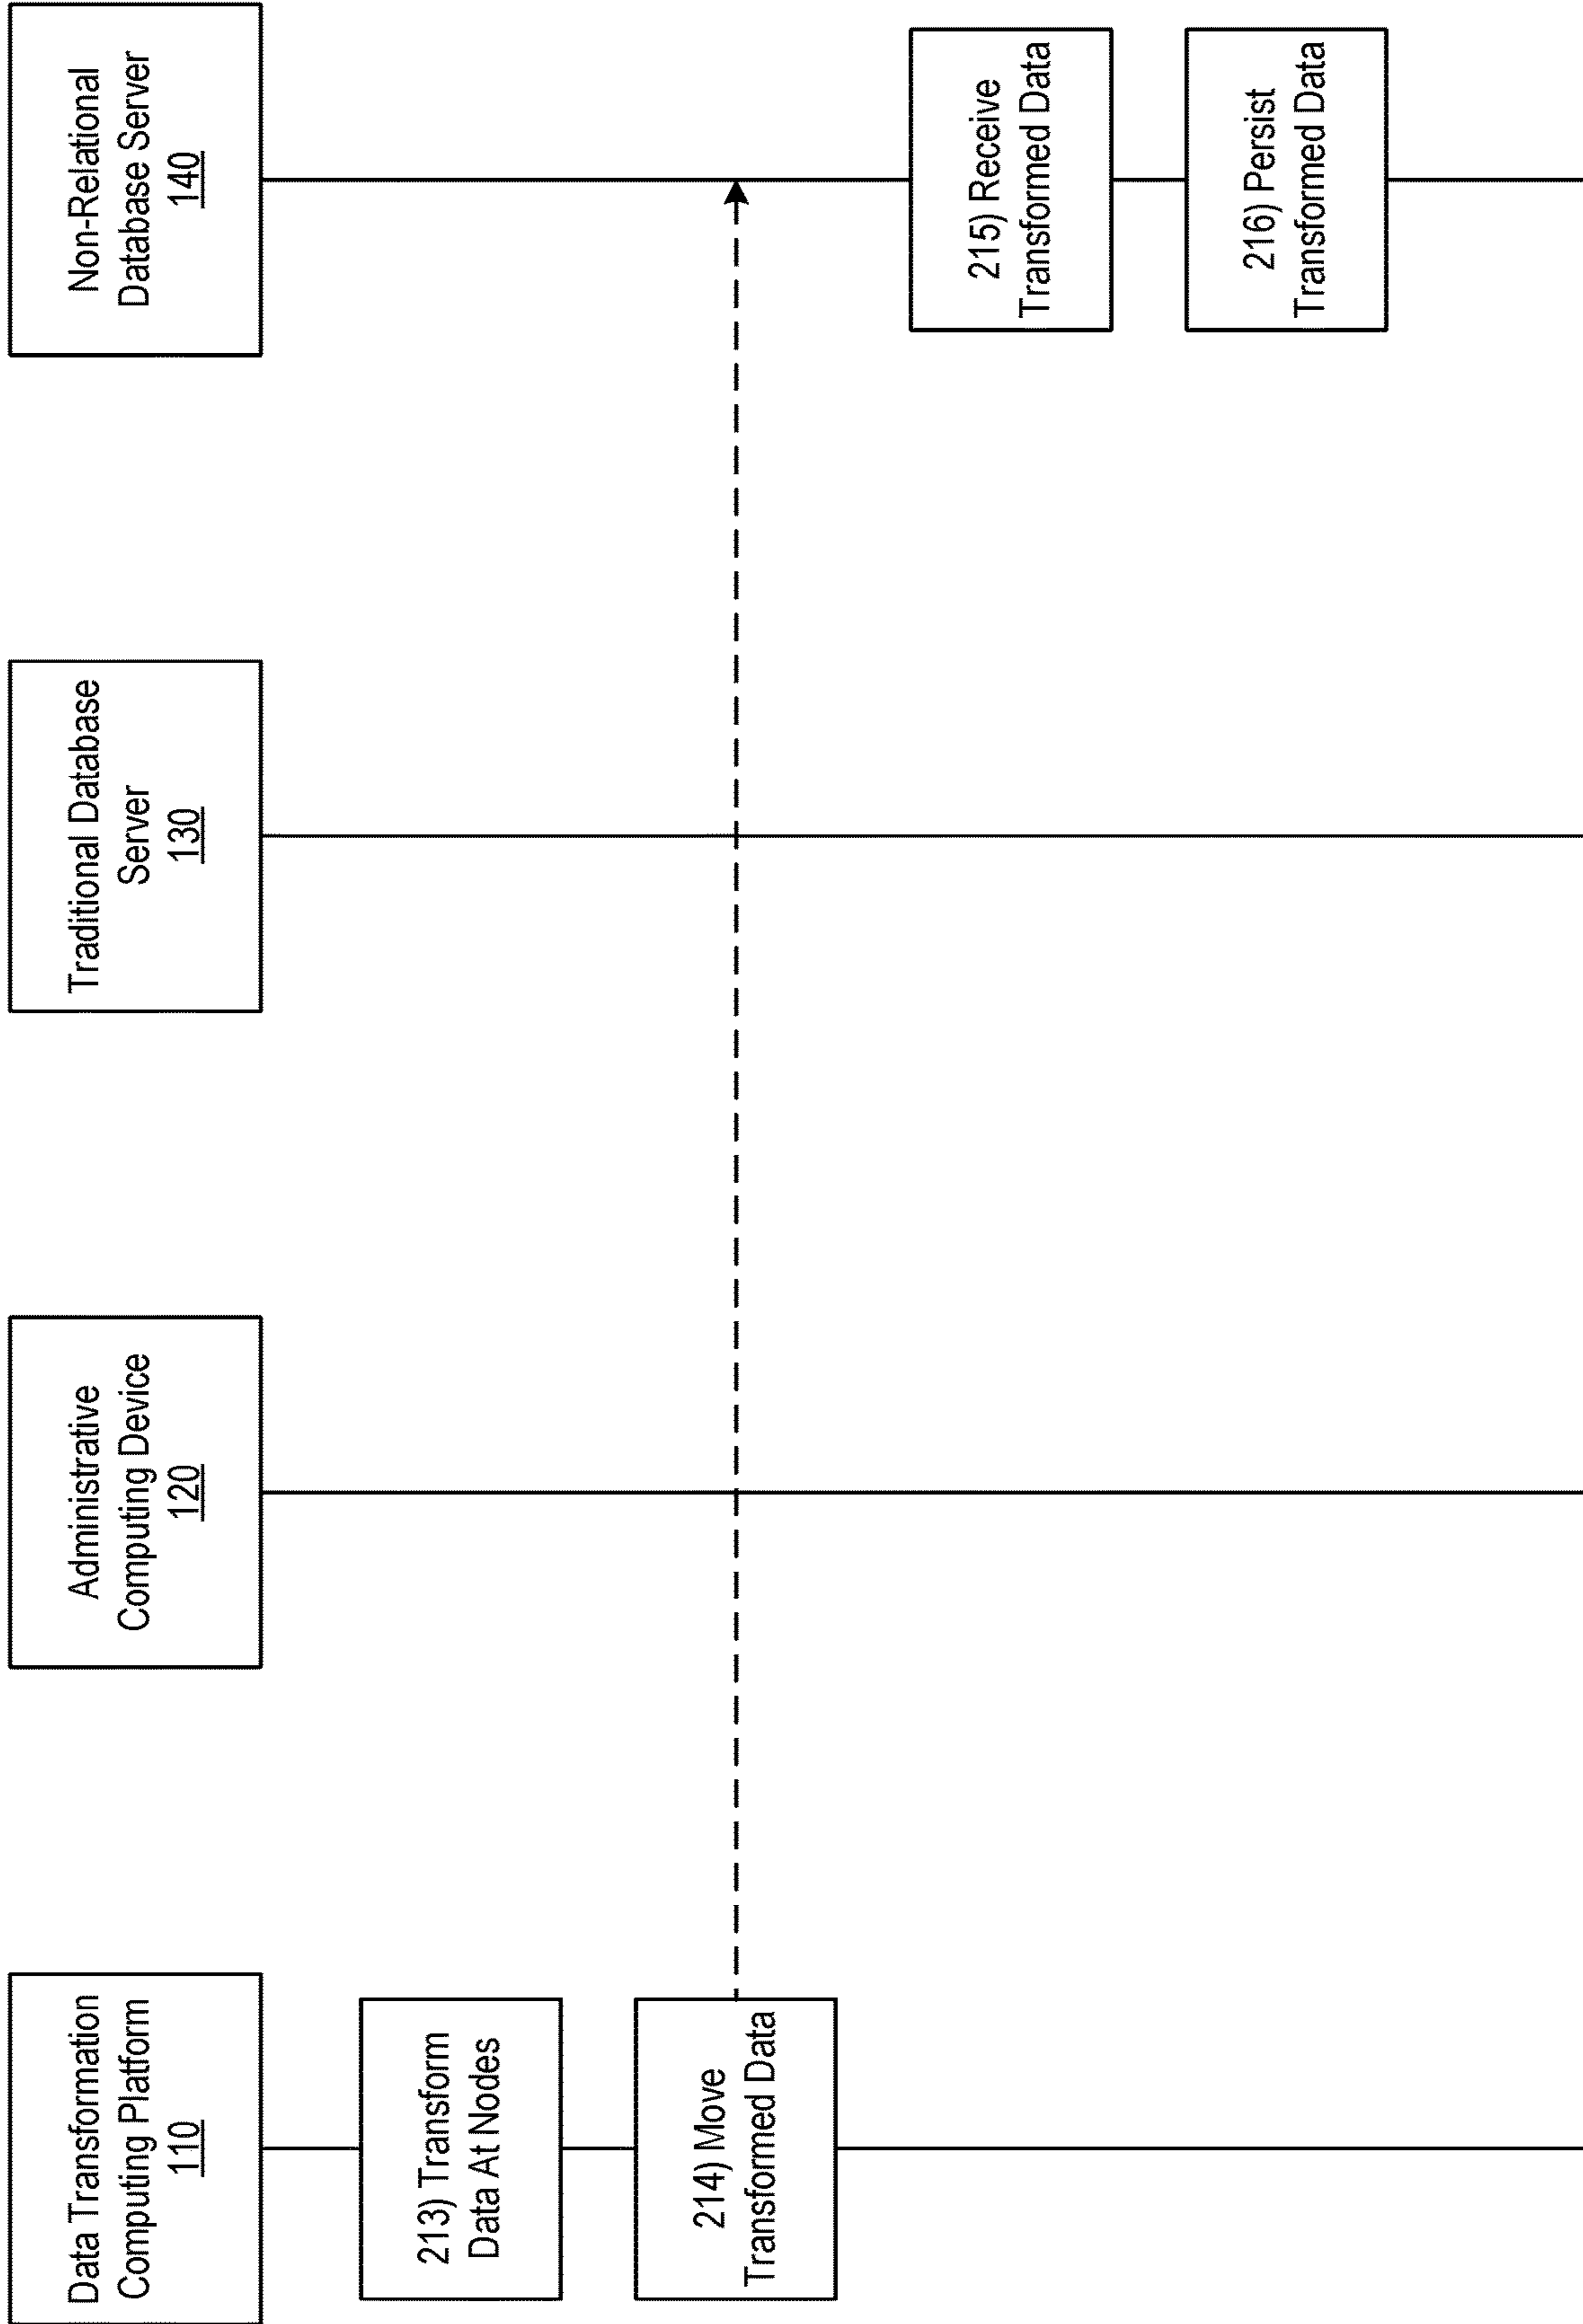 Data Transformation
Computing Platform
110
Administrative
Computing Device
120
Traditional Database
Server
130
Non-Relational
Database Server
140
213) Transform
Data At Nodes
214) Move
Transformed Data
215) Receive
Transformed Data
216) Persist
Transformed Data